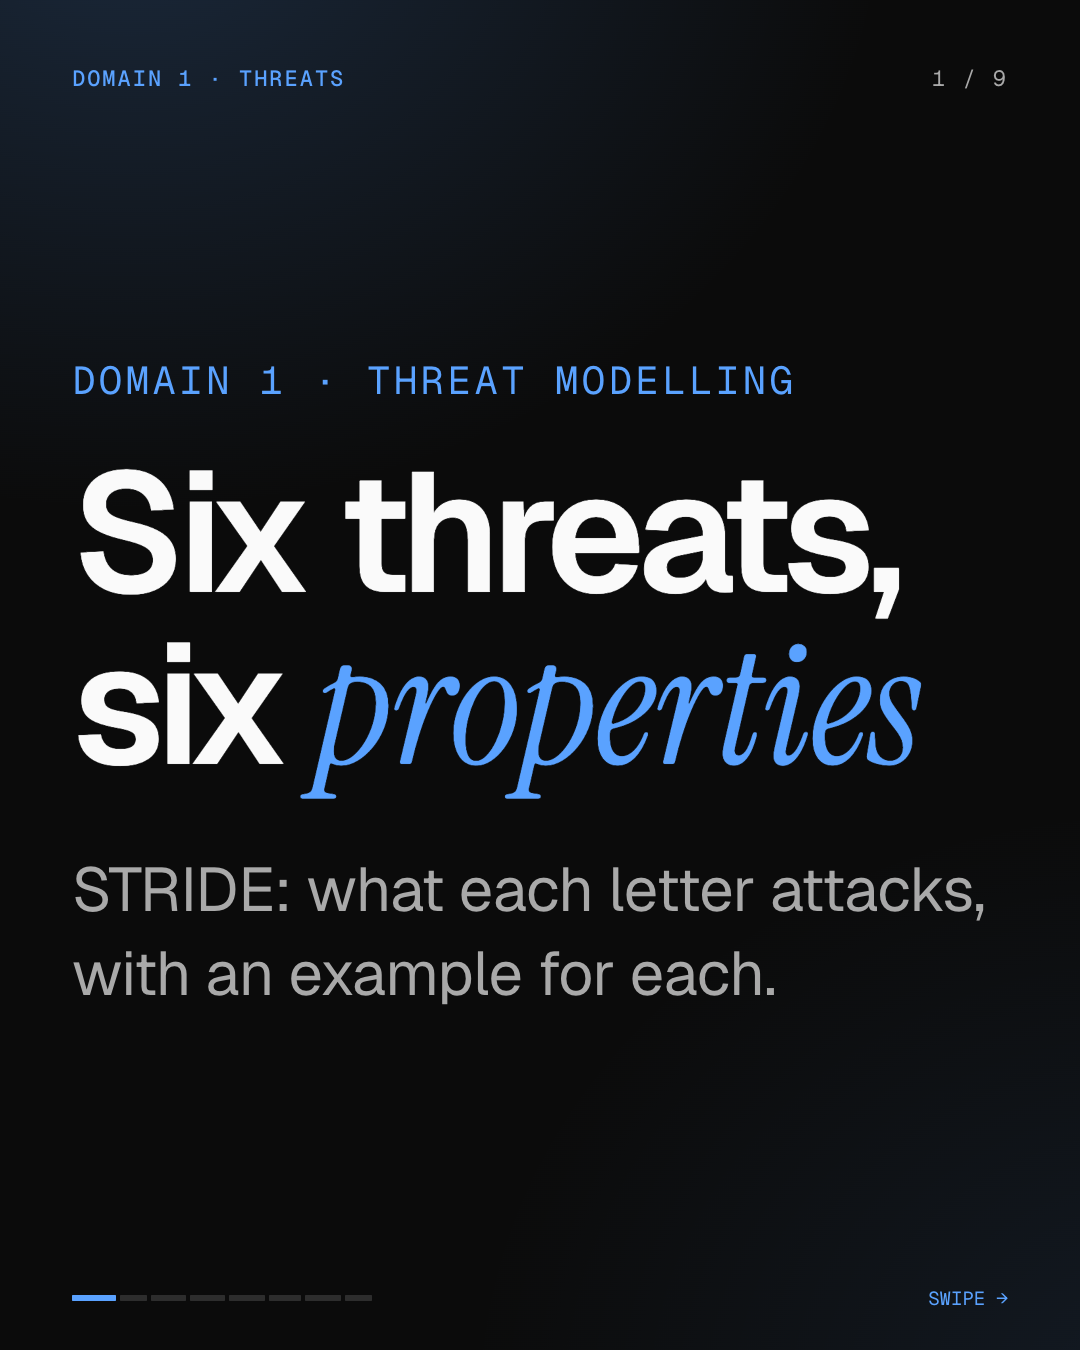 DOMAIN 1 · THREATS
1 / 9
DOMAIN 1 · THREAT MODELLING
Six threats,
six properties
STRIDE: what each letter attacks,
with an example for each.
SWIPE →